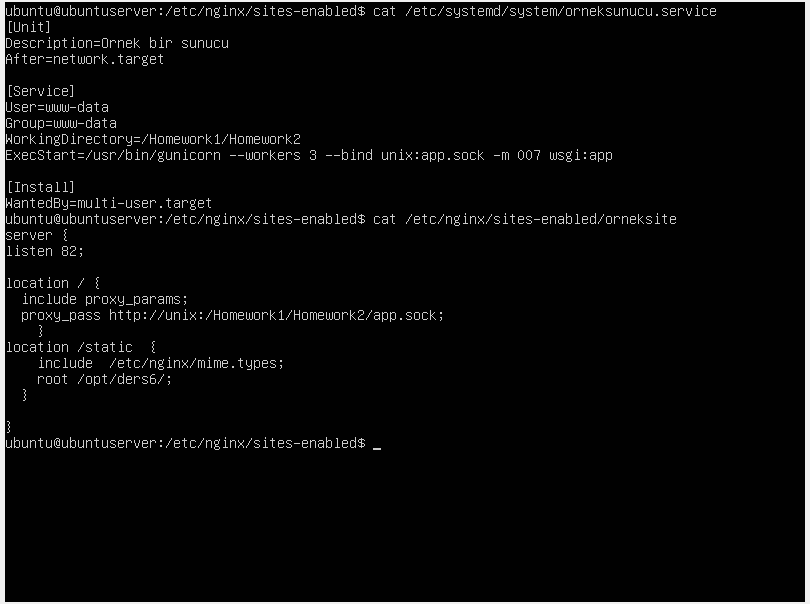 ubuntu@ubuntuserver:/etc/nginx/sites-enabled$ cat /etc/systemd/system/orneksunucu.service
[Unit]
Description=Ornek bir sunucu
After=network.target

[Service]
User=www-data
Group=www-data
WorkingDirectory=/Homework1/Homework2
ExecStart=/usr/bin/gunicorn --workers 3 --bind unix:app.sock -m 007 wsgi:app

[Install]
WantedBy=multi-user.target
ubuntu@ubuntuserver:/etc/nginx/sites-enabled$ cat /etc/nginx/sites-enabled/orneksite
server {
listen 82;

location / {
  include proxy_params;
  proxy_pass http://unix:/Homework1/Homework2/app.sock;
    }
location /static  {
    include  /etc/nginx/mime.types;
    root /opt/ders6/;
  }

}
ubuntu@ubuntuserver:/etc/nginx/sites-enabled$ _